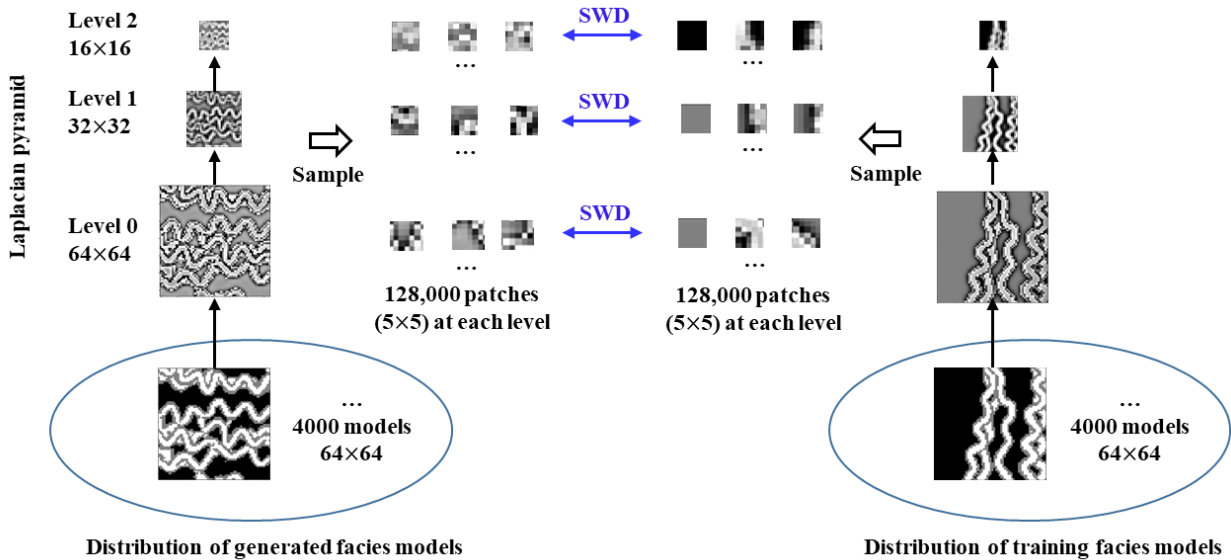 Laplacian pyramid
Level 2
16×16
SWD
...
...
Level 1
32×32
SWD
Sample
...
...
Sample
Level 0
64×64
SWD
...
...
128,000 patches
(5×5) at each level
128,000 patches
(5×5) at each level
...
4000 models
64×64
...
4000 models
64×64
Distribution of generated facies models
Distribution of training facies models